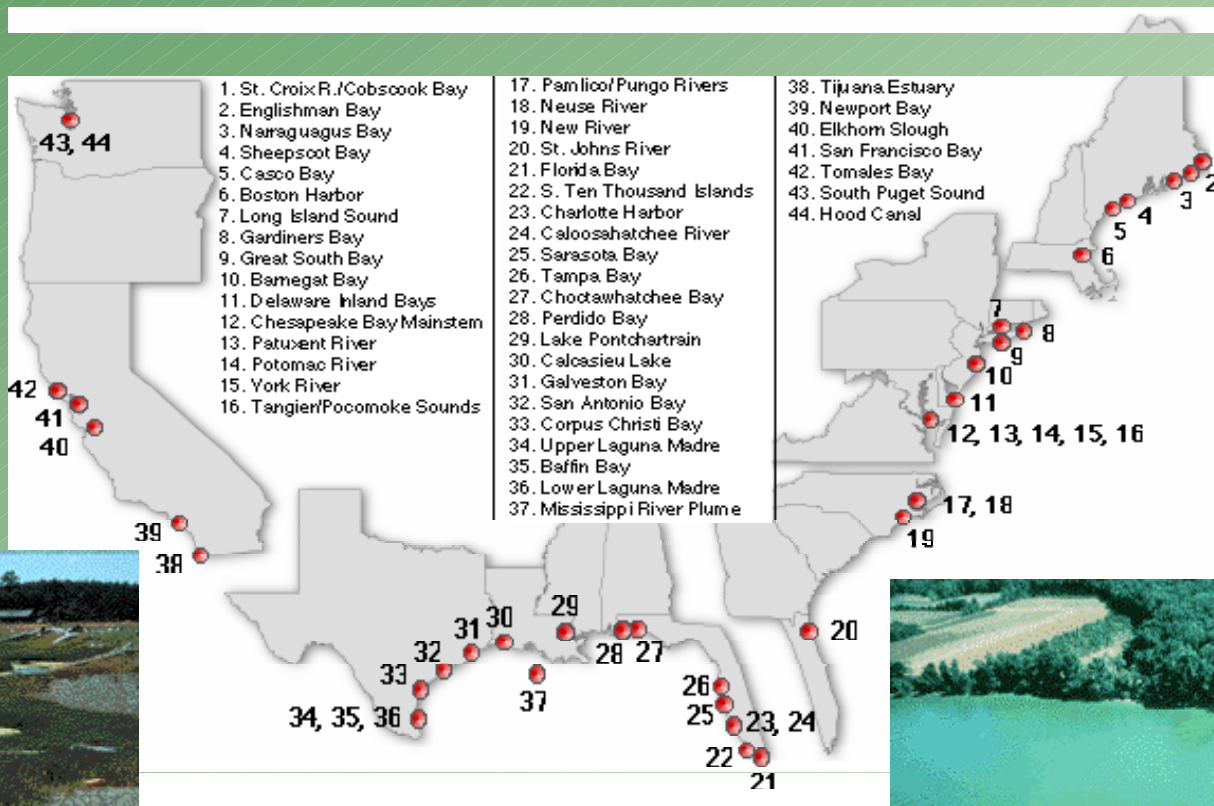 1. St. Croix R./Cobscook Bay
2. Englishman Bay
3. Narraguagus Bay
4. Sheepscot Bay
5. Casco Bay
6. Boston Harbor
7. Long Island Sound
8. Gardiners Bay
9. Great South Bay
10. Barnegat Bay
11. Delaware Inland Bays
12. Chesapeake Bay Mainstem
13. Patuxent River
14. Potomac River
15. York River
16. Tangier/Pocomoke Sounds
17. Pamlico/Pungo Rivers
18. Neuse River
19. New River
20. St. Johns River
21. Florida Bay
22. S. Ten Thousand Islands
23. Charlotte Harbor
24. Caloosahatchee River
25. Sarasota Bay
26. Tampa Bay
27. Choctawhatchee Bay
28. Perdido Bay
29. Lake Pontchartrain
30. Calcasieu Lake
31. Galveston Bay
32. San Antonio Bay
33. Corpus Christi Bay
34. Upper Laguna Madre
35. Baffin Bay
36. Lower Laguna Madre
37. Mississippi River Plume
38. Tijuana Estuary
39. Newport Bay
40. Elkhorn Slough
41. San Francisco Bay
42. Tomales Bay
43. South Puget Sound
44. Hood Canal
43, 44
42
41
40
39
38
2
3
4
5
6
7
8
9
10
11
12, 13, 14, 15, 16
17, 18
19
20
29
30
31
32
33
34, 35, 36
37
28
27
26
25
23, 24
22
21